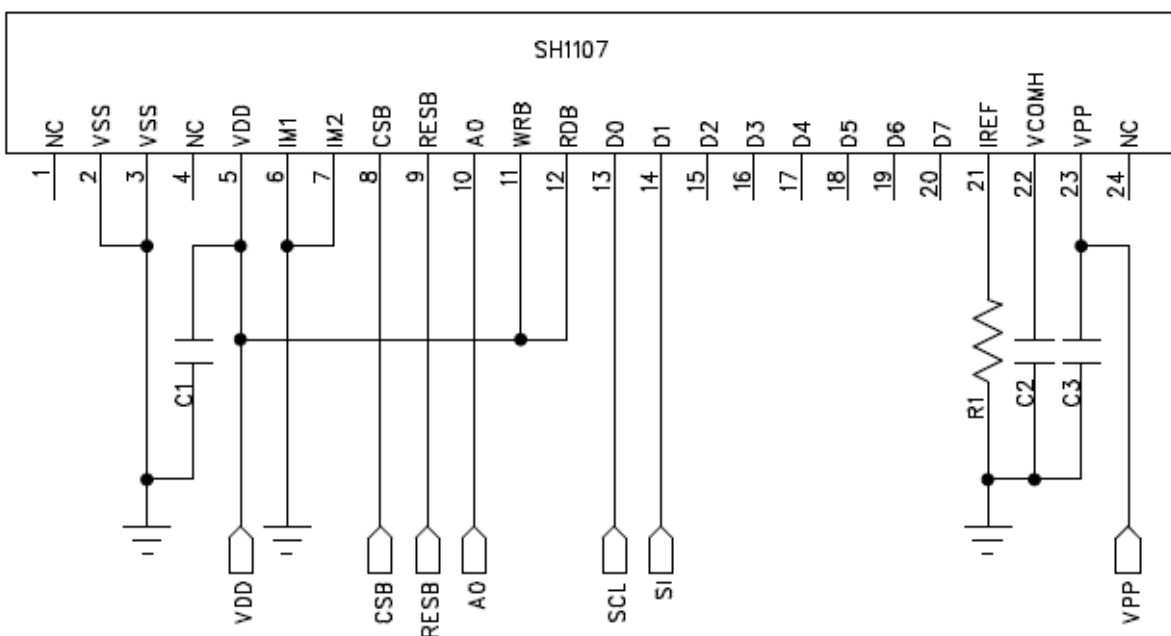 SH1107
NC VSS VSS NC VDD IM1 IM2 CSB RESB A0 WRB RDB D0 D1 D2 D3 D4 D5 D6 D7 IREF VCOMH VPP NC
1 2 3 4 5 6 7 8 9 10 11 12 13 14 15 16 17 18 19 20 21 22 23 24
C1 R1 C2 C3
VDD CSB RESB A0 SCL SI VPP